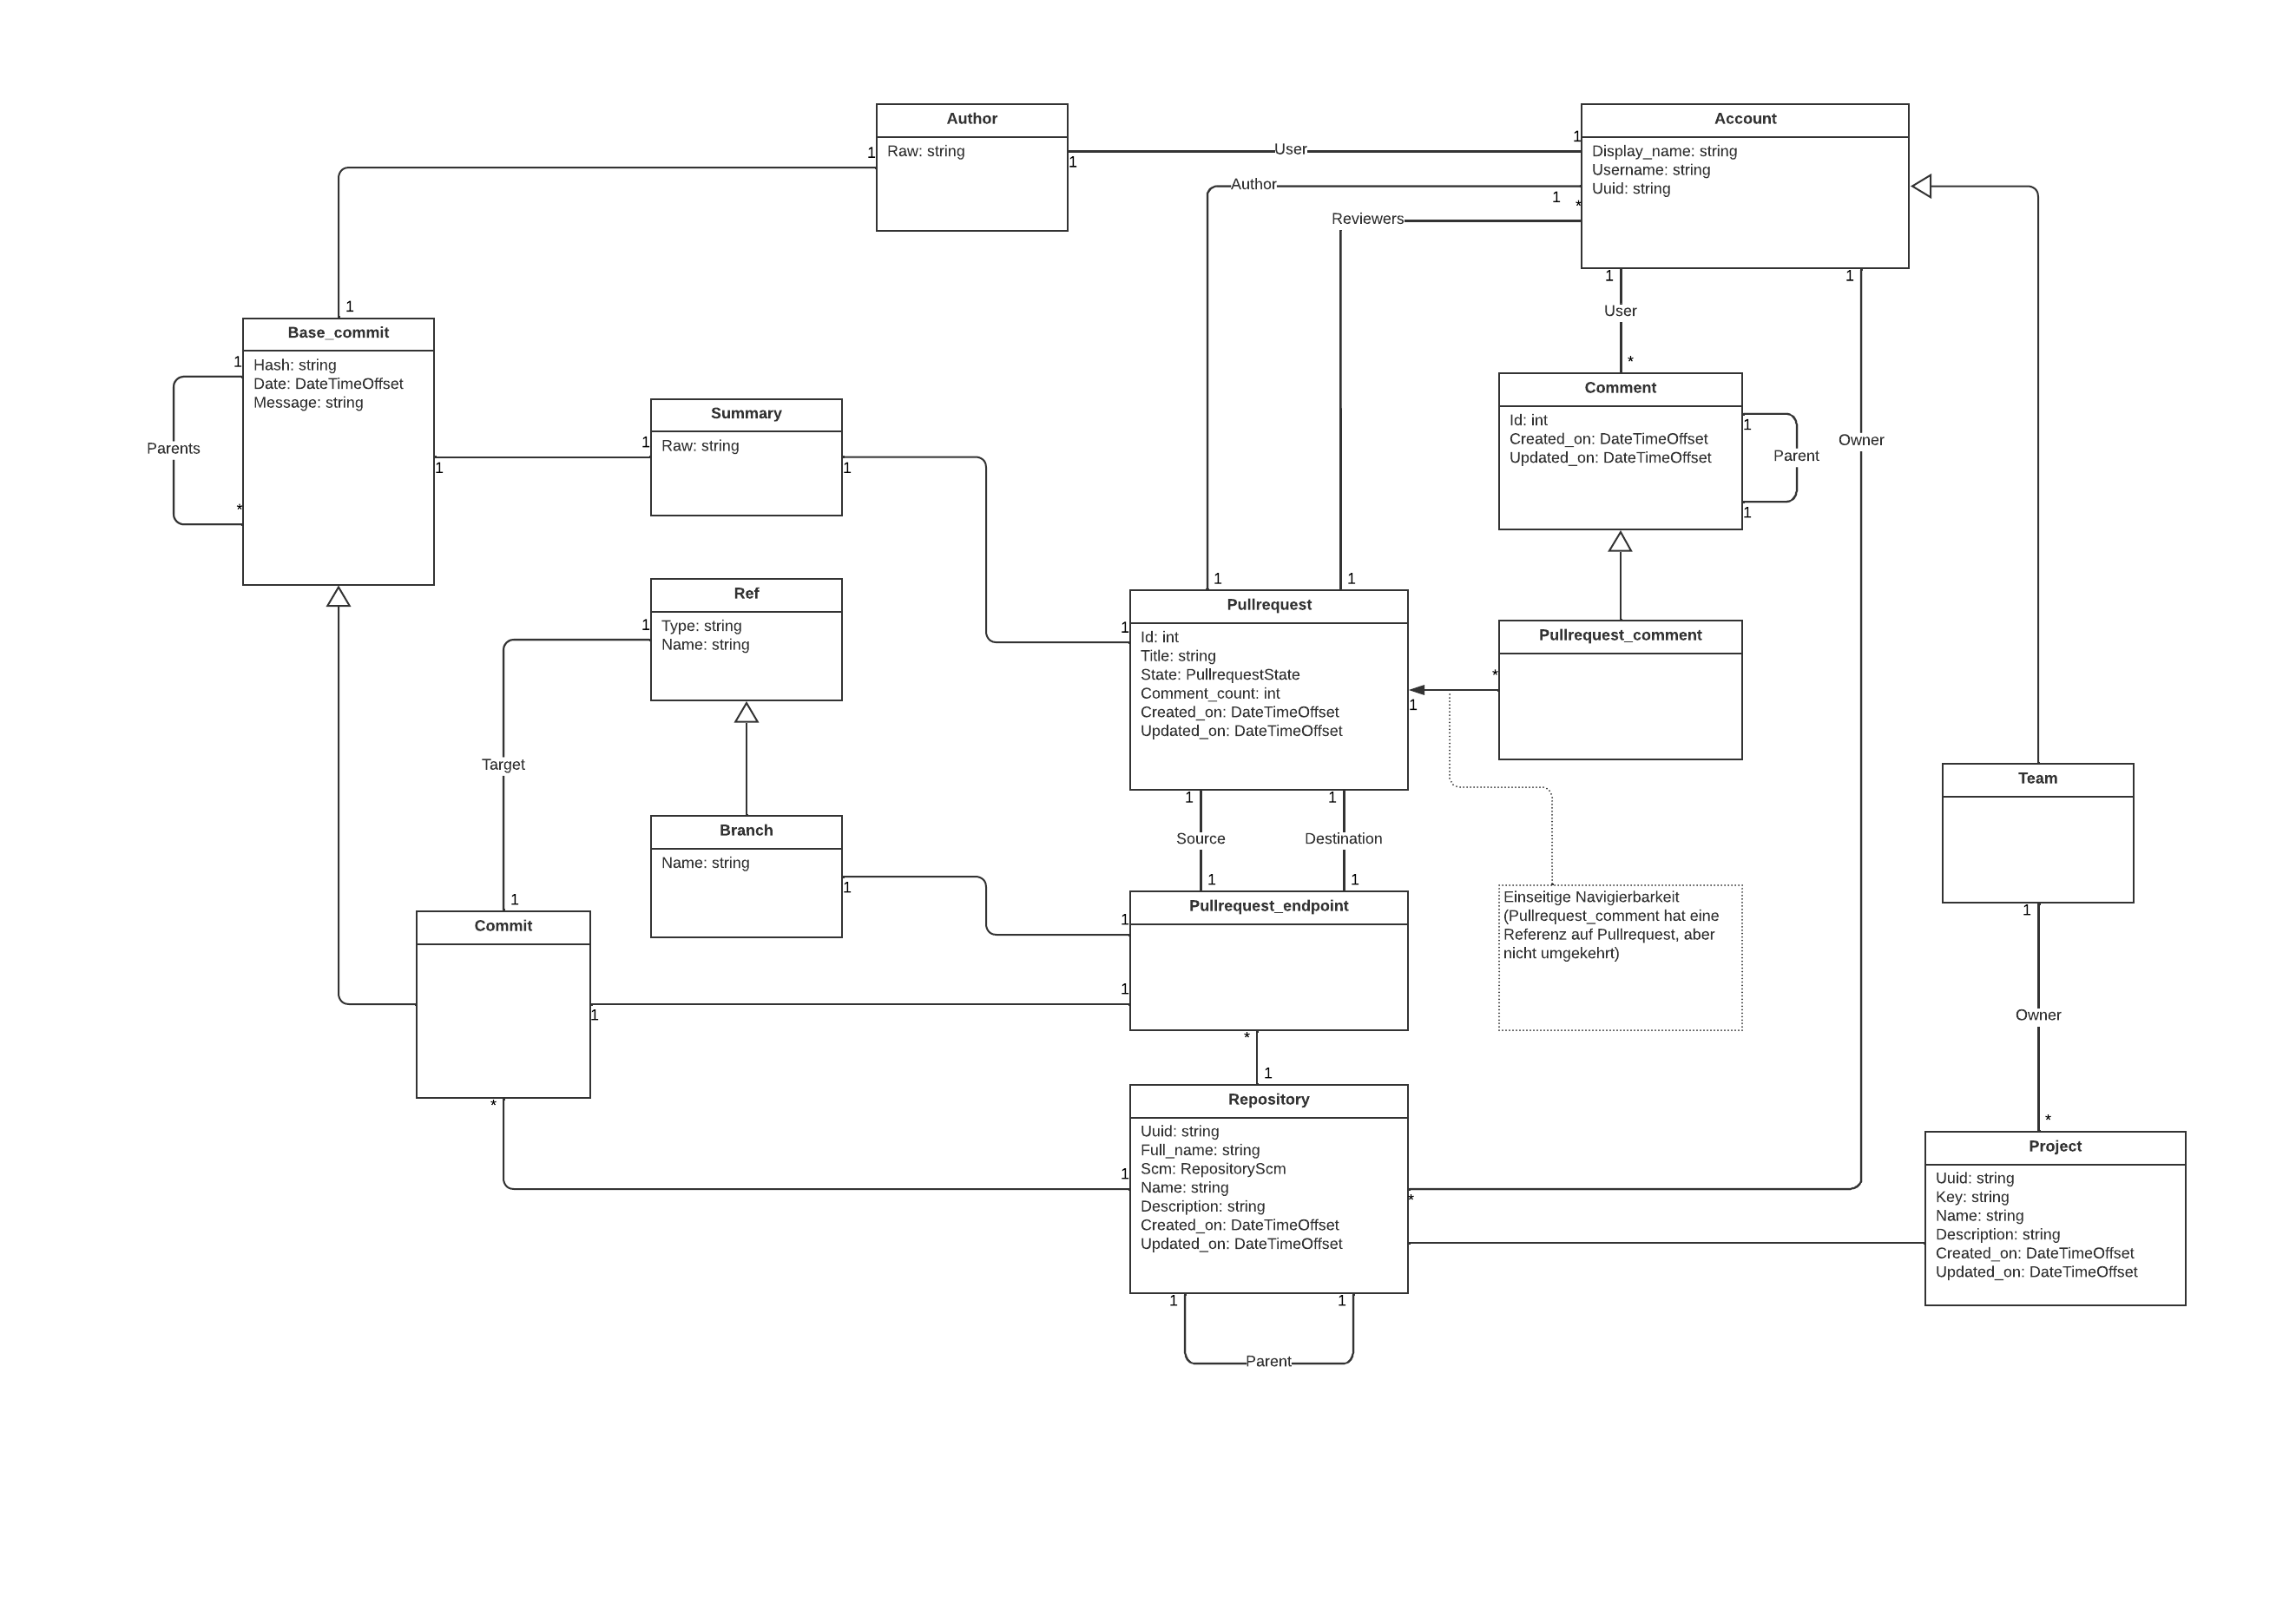 Author
Raw: string
1
1
User
1
Account
Display_name: string
Username: string
Uuid: string
Author
1
Reviewers
*
1
Base_commit
Hash: string
Date: DateTimeOffset
Message: string
1
Parents
*
1
1
Summary
Raw: string
1
1
User
*
1
Owner
Comment
Id: int
Created_on: DateTimeOffset
Updated_on: DateTimeOffset
1
Parent
1
Ref
Type: string
Name: string
1
Target
1
1
1
1
Pullrequest
Id: int
Title: string
State: PullrequestState
Comment_count: int
Created_on: DateTimeOffset
Updated_on: DateTimeOffset
Pullrequest_comment
*
1
Branch
Name: string
1
1
Source
1
1
Destination
1
Team
Commit
Pullrequest_endpoint
1
1
1
*
1
Einseitige Navigierbarkeit
(Pullrequest_comment hat eine
Referenz auf Pullrequest, aber
nicht umgekehrt)
1
Owner
*
*
1
Repository
Uuid: string
Full_name: string
Scm: RepositoryScm
Name: string
Description: string
Created_on: DateTimeOffset
Updated_on: DateTimeOffset
*
Project
Uuid: string
Key: string
Name: string
Description: string
Created_on: DateTimeOffset
Updated_on: DateTimeOffset
1
1
Parent